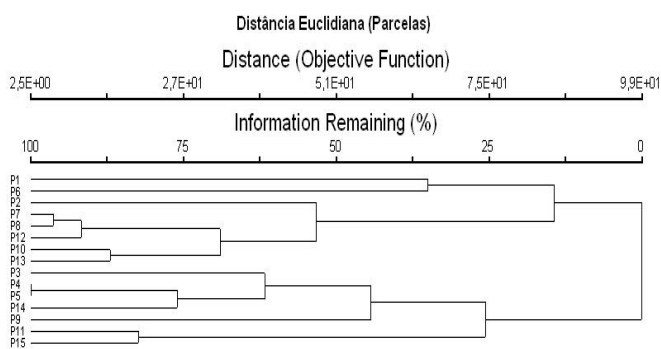 Distância Euclidiana (Parcelas)
Distance (Objective Function)
2,5E+00 2,7E+01 5,1E+01 7,5E+01 9,9E+01
Information Remaining (%)
100 75 50 25 0
P1
P6
P2
P7
P8
P12
P10
P13
P3
P4
P5
P14
P9
P11
P15